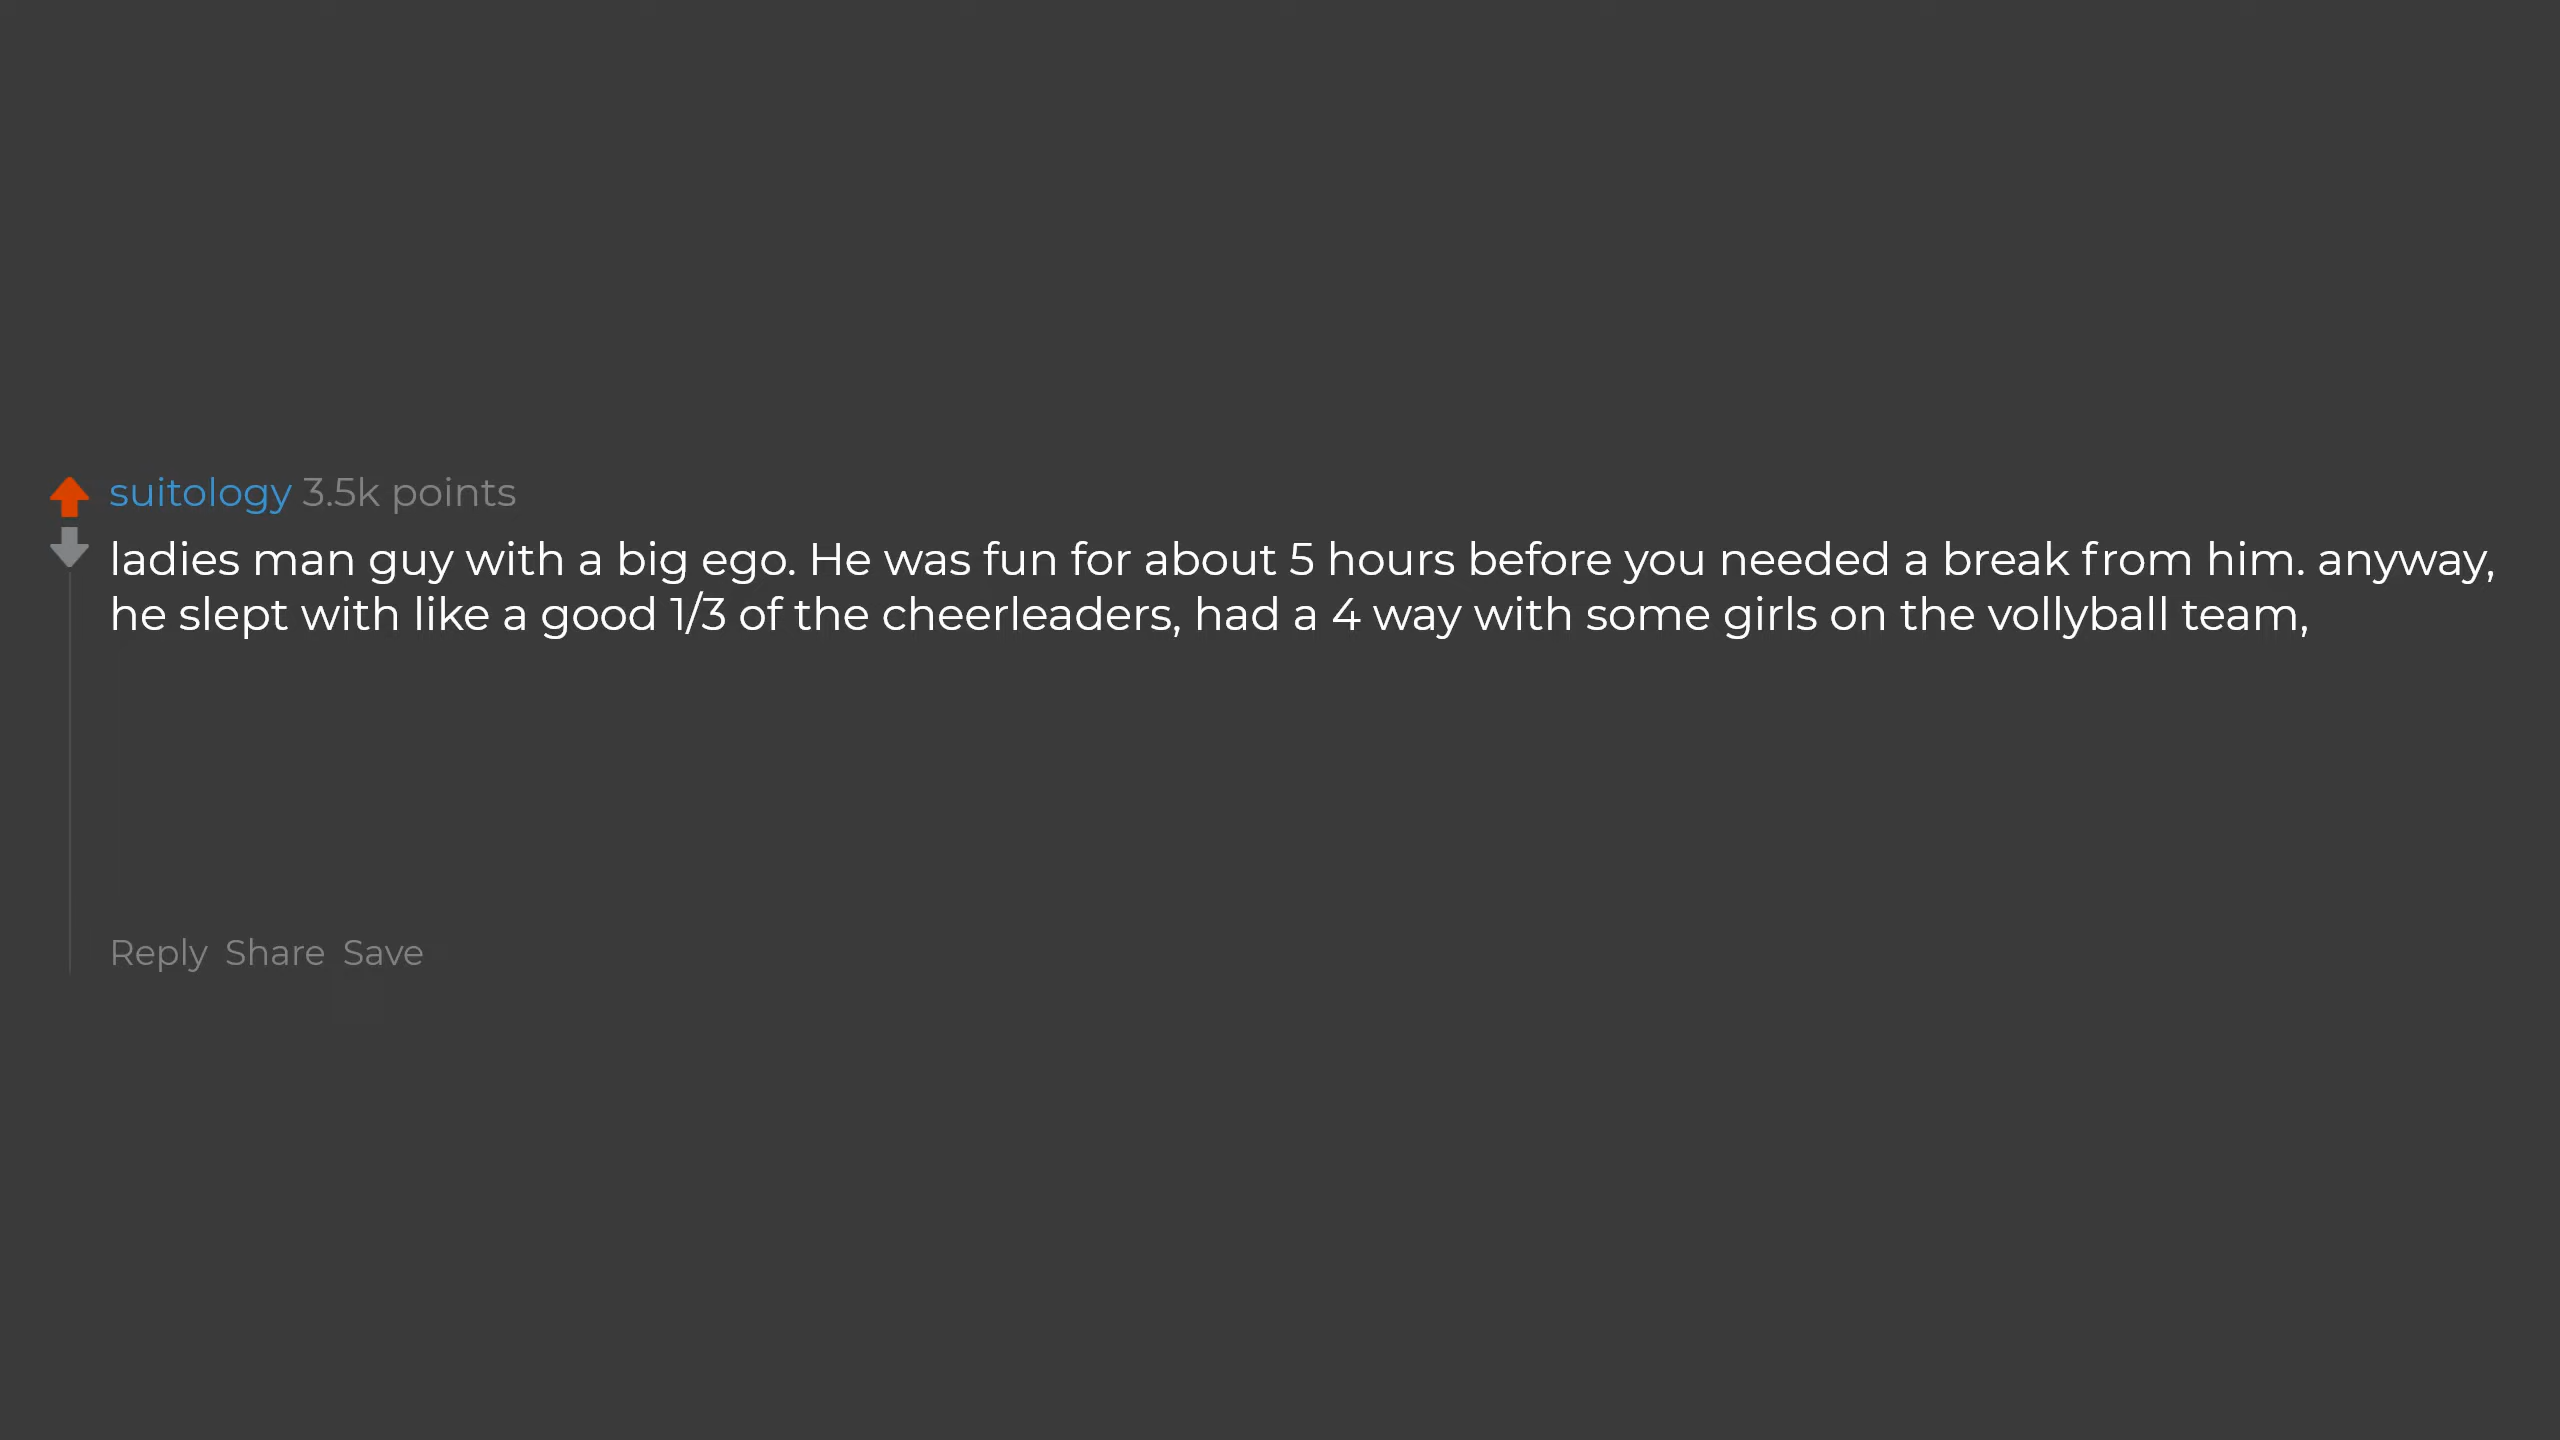 suitology 3.5k points
ladies man guy with a big ego. He was fun for about 5 hours before you needed a break from him. anyway,
he slept with like a good 1/3 of the cheerleaders, had a 4 way with some girls on the vollyball team,
Reply Share Save